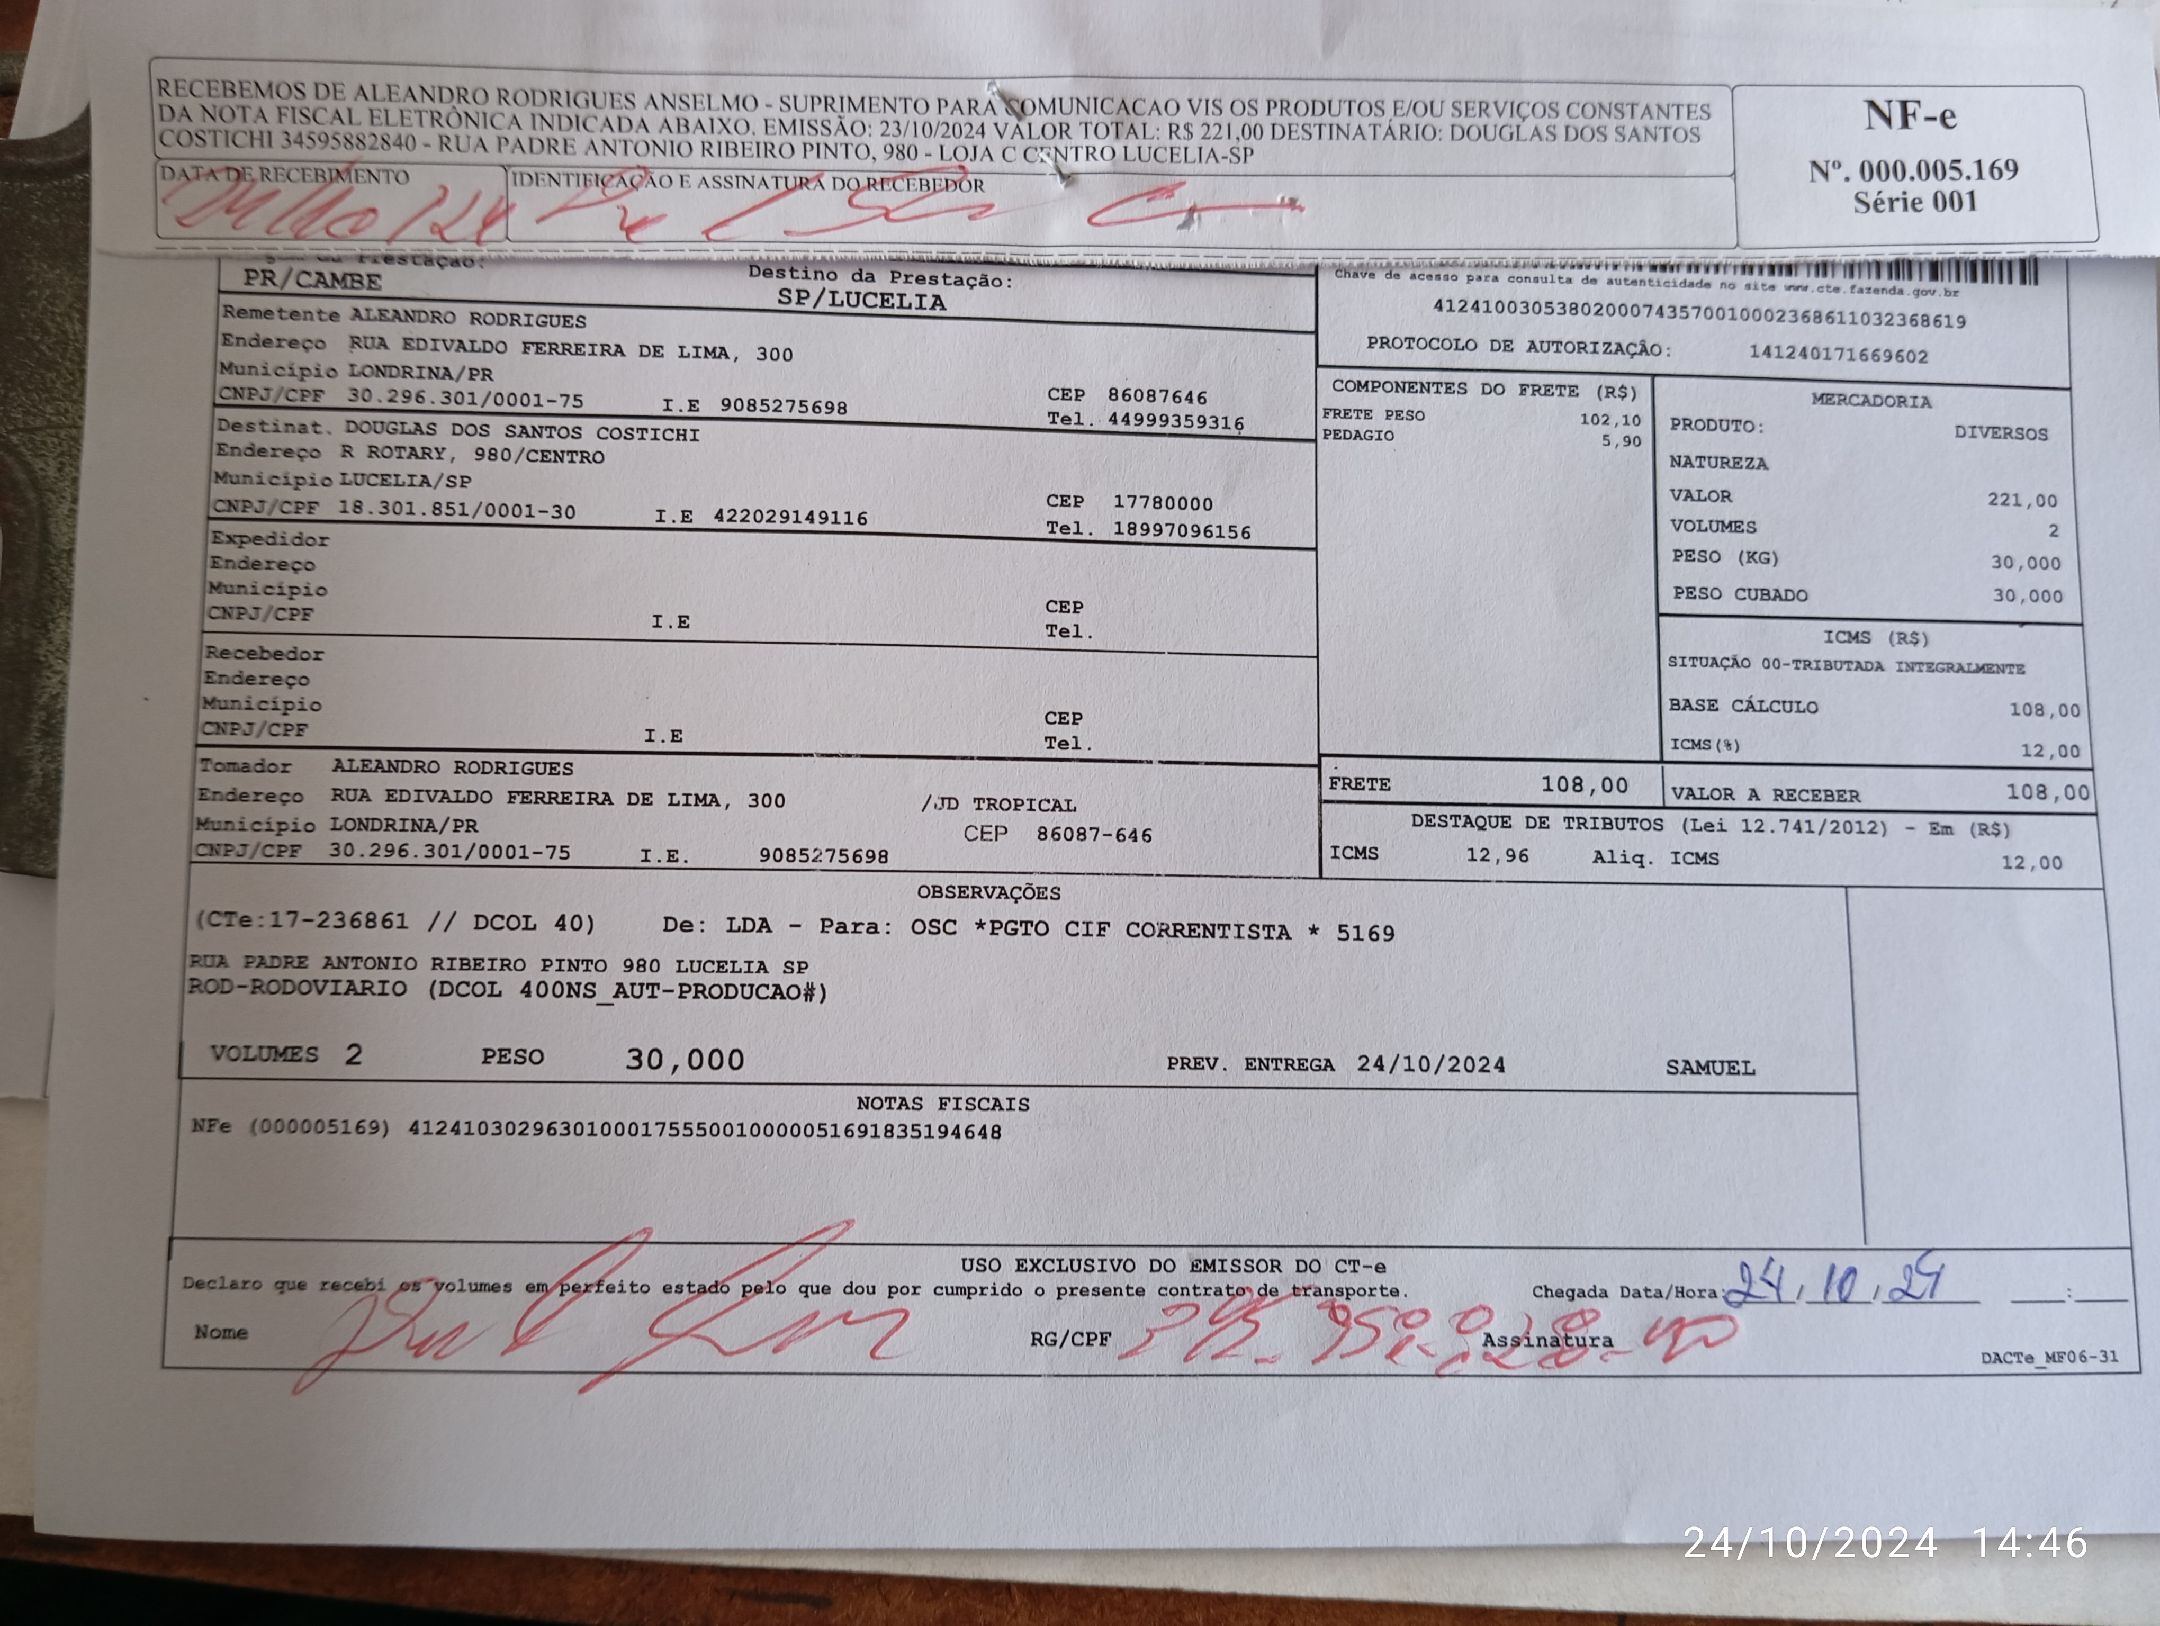 RECEBEMOS DE ALEANDRO RODRIGUES ANSELMO - SUPRIMENTO PARA COMUNICACAO VIS OS PRODUTOS E/OU SERVIÇOS CONSTANTES
DA NOTA FISCAL ELETRÔNICA INDICADA ABAIXO. EMISSÃO: 23/10/2024 VALOR TOTAL: R$ 221,00 DESTINATÁRIO: DOUGLAS DOS SANTOS
COSTICHI 34595882840 - RUA PADRE ANTONIO RIBEIRO PINTO, 980 - LOJA C CENTRO LUCELIA-SP
DATA DE RECEBIMENTO IDENTIFICAÇÃO E ASSINATURA DO RECEBEDOR
NF-e
Nº. 000.005.169
Série 001
Prestação:
PR/CAMBE
Destino da Prestação:
SP/LUCELIA
Chave de acesso para consulta de autenticidade no site www.cte.fazenda.gov.br
41241003053802000743570010002368611032368619
PROTOCOLO DE AUTORIZAÇÃO: 141240171669602
Remetente ALEANDRO RODRIGUES
Endereço RUA EDIVALDO FERREIRA DE LIMA, 300
Município LONDRINA/PR
CEP 86087646
CNPJ/CPF 30.296.301/0001-75 I.E 9085275698
Tel. 44999359316
Destinat. DOUGLAS DOS SANTOS COSTICHI
Endereço R ROTARY, 980/CENTRO
Município LUCELIA/SP
CEP 17780000
CNPJ/CPF 18.301.851/0001-30 I.E 422029149116
Tel. 18997096156
Expedidor
Endereço
Município
CEP
CNPJ/CPF I.E
Tel.
Recebedor
Endereço
Município
CEP
CNPJ/CPF I.E
Tel.
Tomador ALEANDRO RODRIGUES
Endereço RUA EDIVALDO FERREIRA DE LIMA, 300 /JD TROPICAL
Município LONDRINA/PR CEP 86087-646
CNPJ/CPF 30.296.301/0001-75 I.E. 9085275698
COMPONENTES DO FRETE (R$)
FRETE PESO 102,10
PEDAGIO 5,90
MERCADORIA
PRODUTO: DIVERSOS
NATUREZA
VALOR 221,00
VOLUMES 2
PESO (KG) 30,000
PESO CUBADO 30,000
ICMS (R$)
SITUAÇÃO 00-TRIBUTADA INTEGRALMENTE
BASE CÁLCULO 108,00
ICMS(%) 12,00
FRETE 108,00 VALOR A RECEBER 108,00
DESTAQUE DE TRIBUTOS (Lei 12.741/2012) - Em (R$)
ICMS 12,96 Aliq. ICMS 12,00
OBSERVAÇÕES
(CTe:17-236861 // DCOL 40) De: LDA - Para: OSC *PGTO CIF CORRENTISTA * 5169
RUA PADRE ANTONIO RIBEIRO PINTO 980 LUCELIA SP
ROD-RODOVIARIO (DCOL 400NS_AUT-PRODUCAO#)
VOLUMES 2 PESO 30,000 PREV. ENTREGA 24/10/2024 SAMUEL
NOTAS FISCAIS
NFe (000005169) 41241030296301000175550010000051691835194648
USO EXCLUSIVO DO EMISSOR DO CT-e
Declaro que recebi os volumes em perfeito estado pelo que dou por cumprido o presente contrato de transporte. Chegada Data/Hora: 24/10/24 __:__
Nome RG/CPF Assinatura
DACTe_MF06-31
24/10/2024 14:46